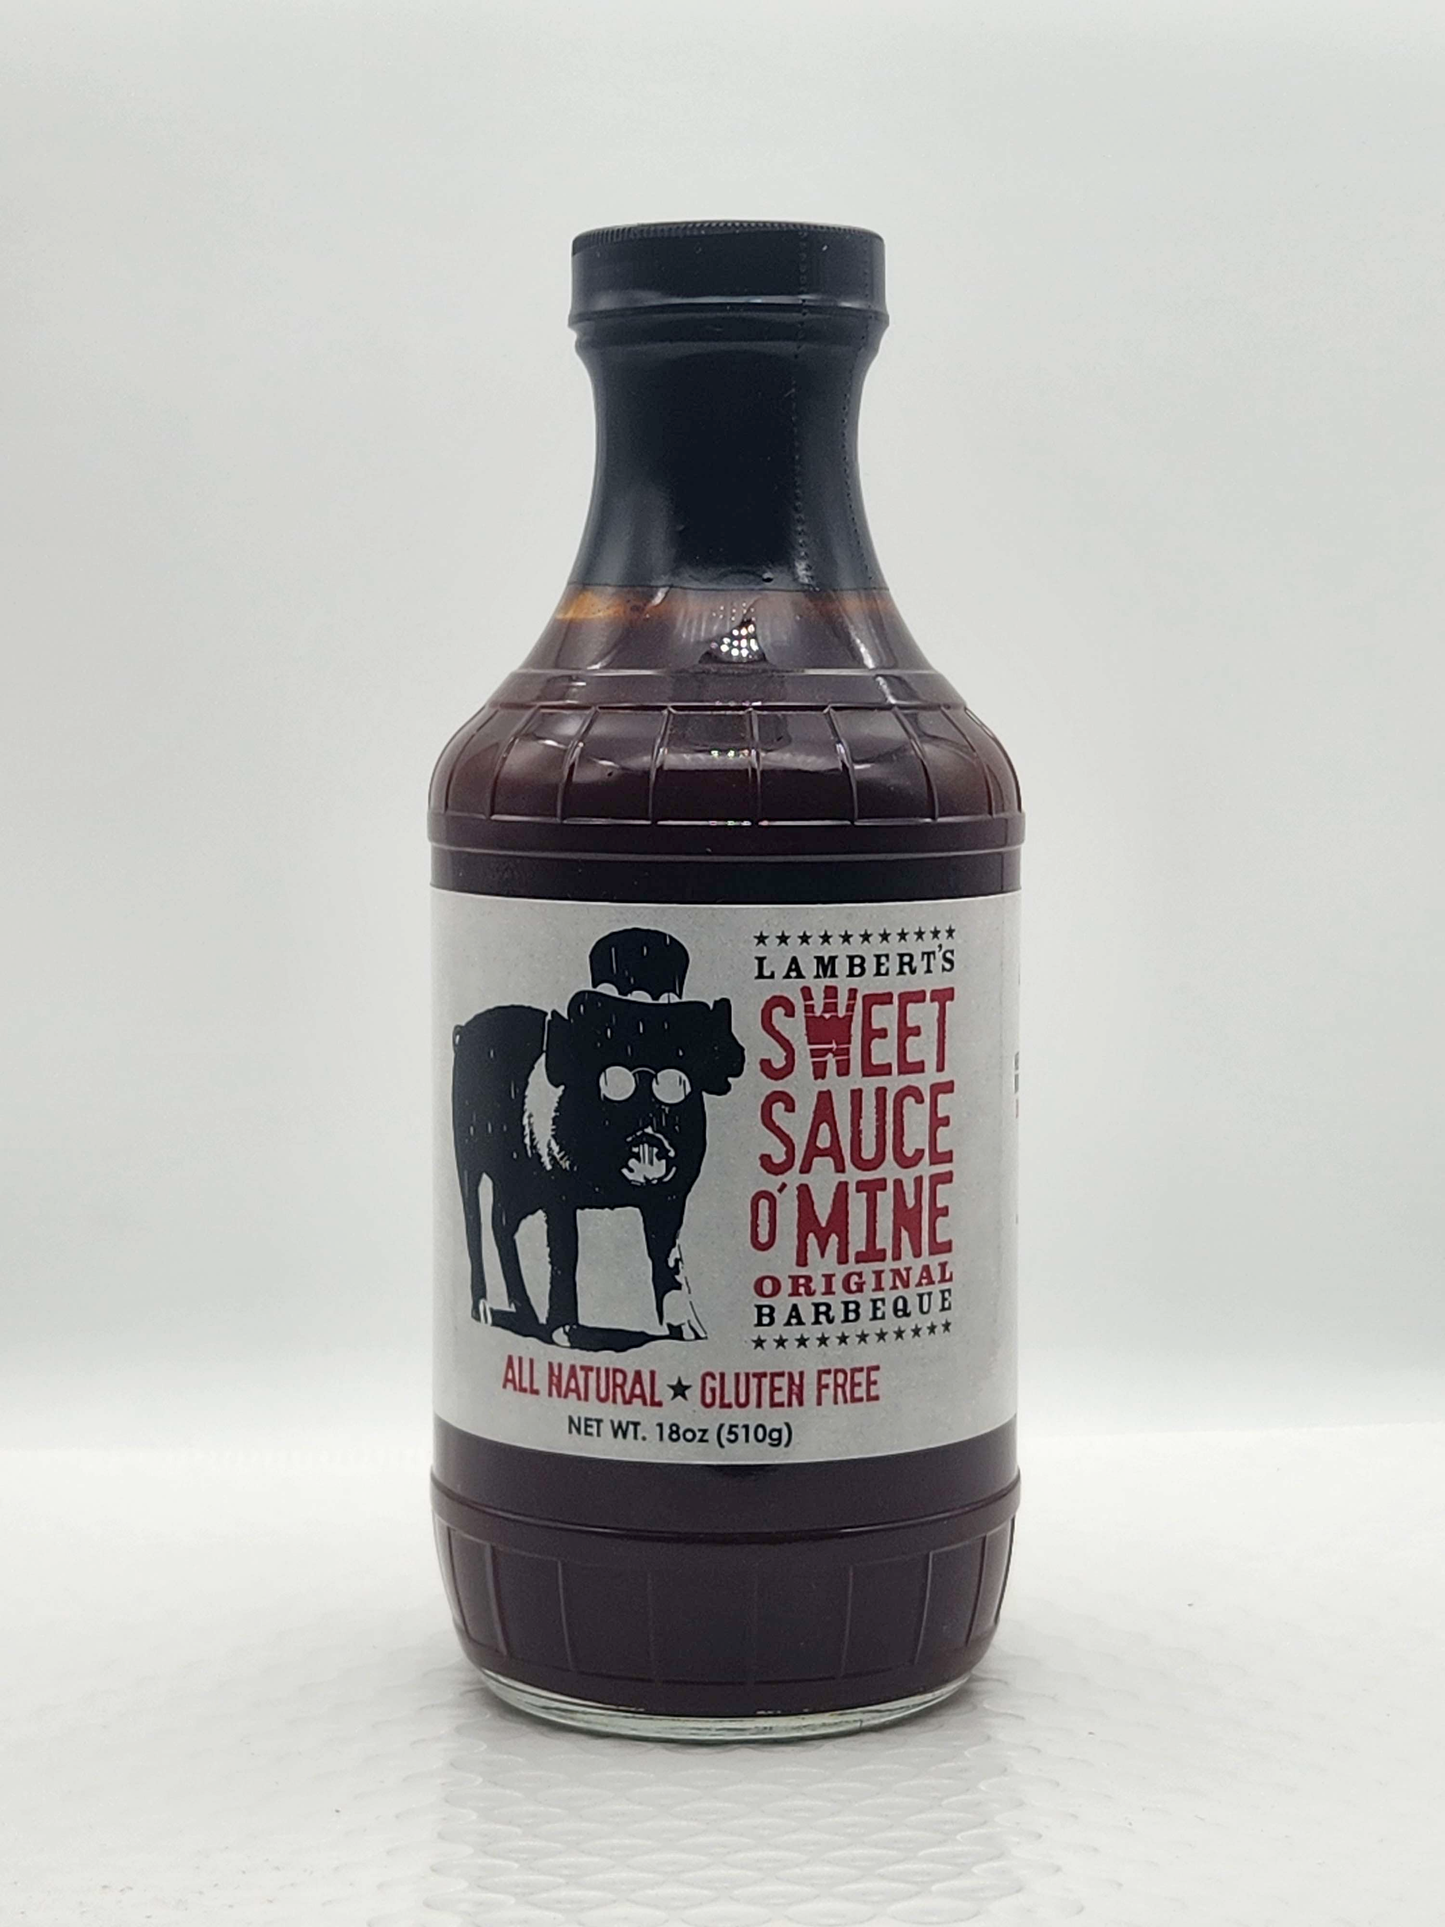 LAMBERT'S
SWEET
SAUCE
O'MINE
ORIGINAL
BARBEQUE
ALL NATURAL ★ GLUTEN FREE
NET WT. 18oz (510g)